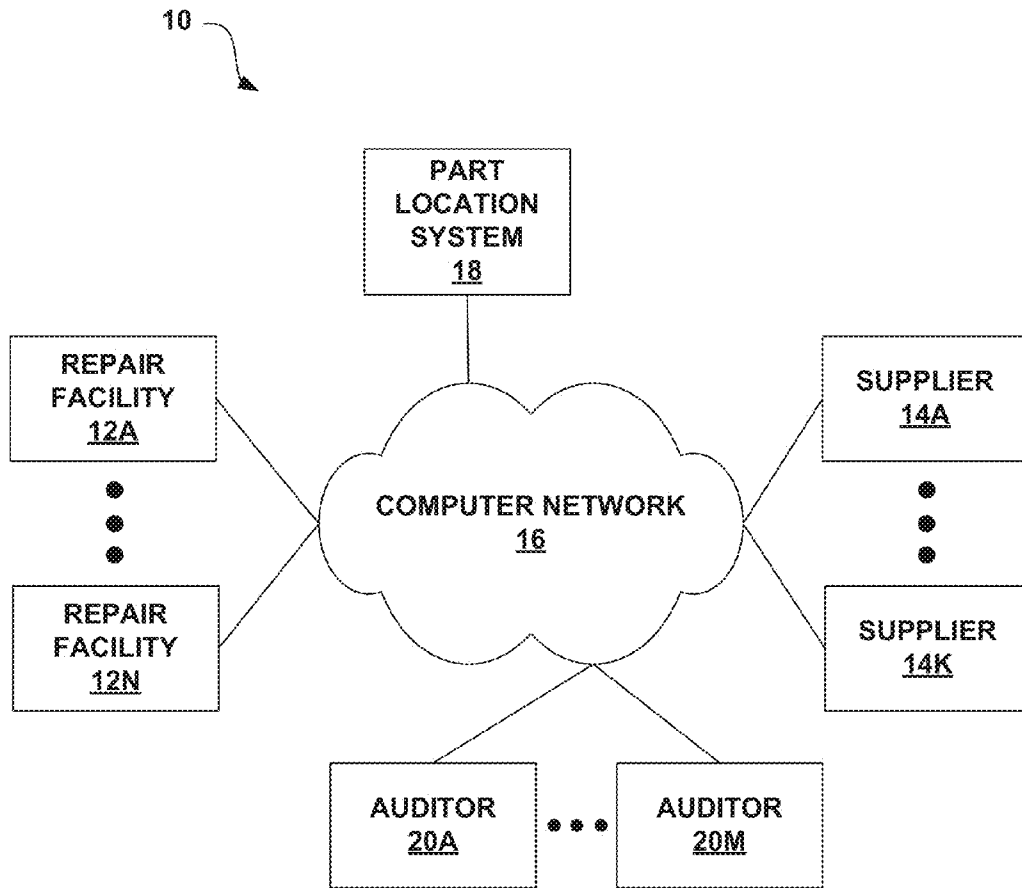 10
PART
LOCATION
SYSTEM
18
REPAIR
FACILITY
12A
SUPPLIER
14A
COMPUTER NETWORK
16
REPAIR
FACILITY
12N
SUPPLIER
14K
AUDITOR
20A
AUDITOR
20M